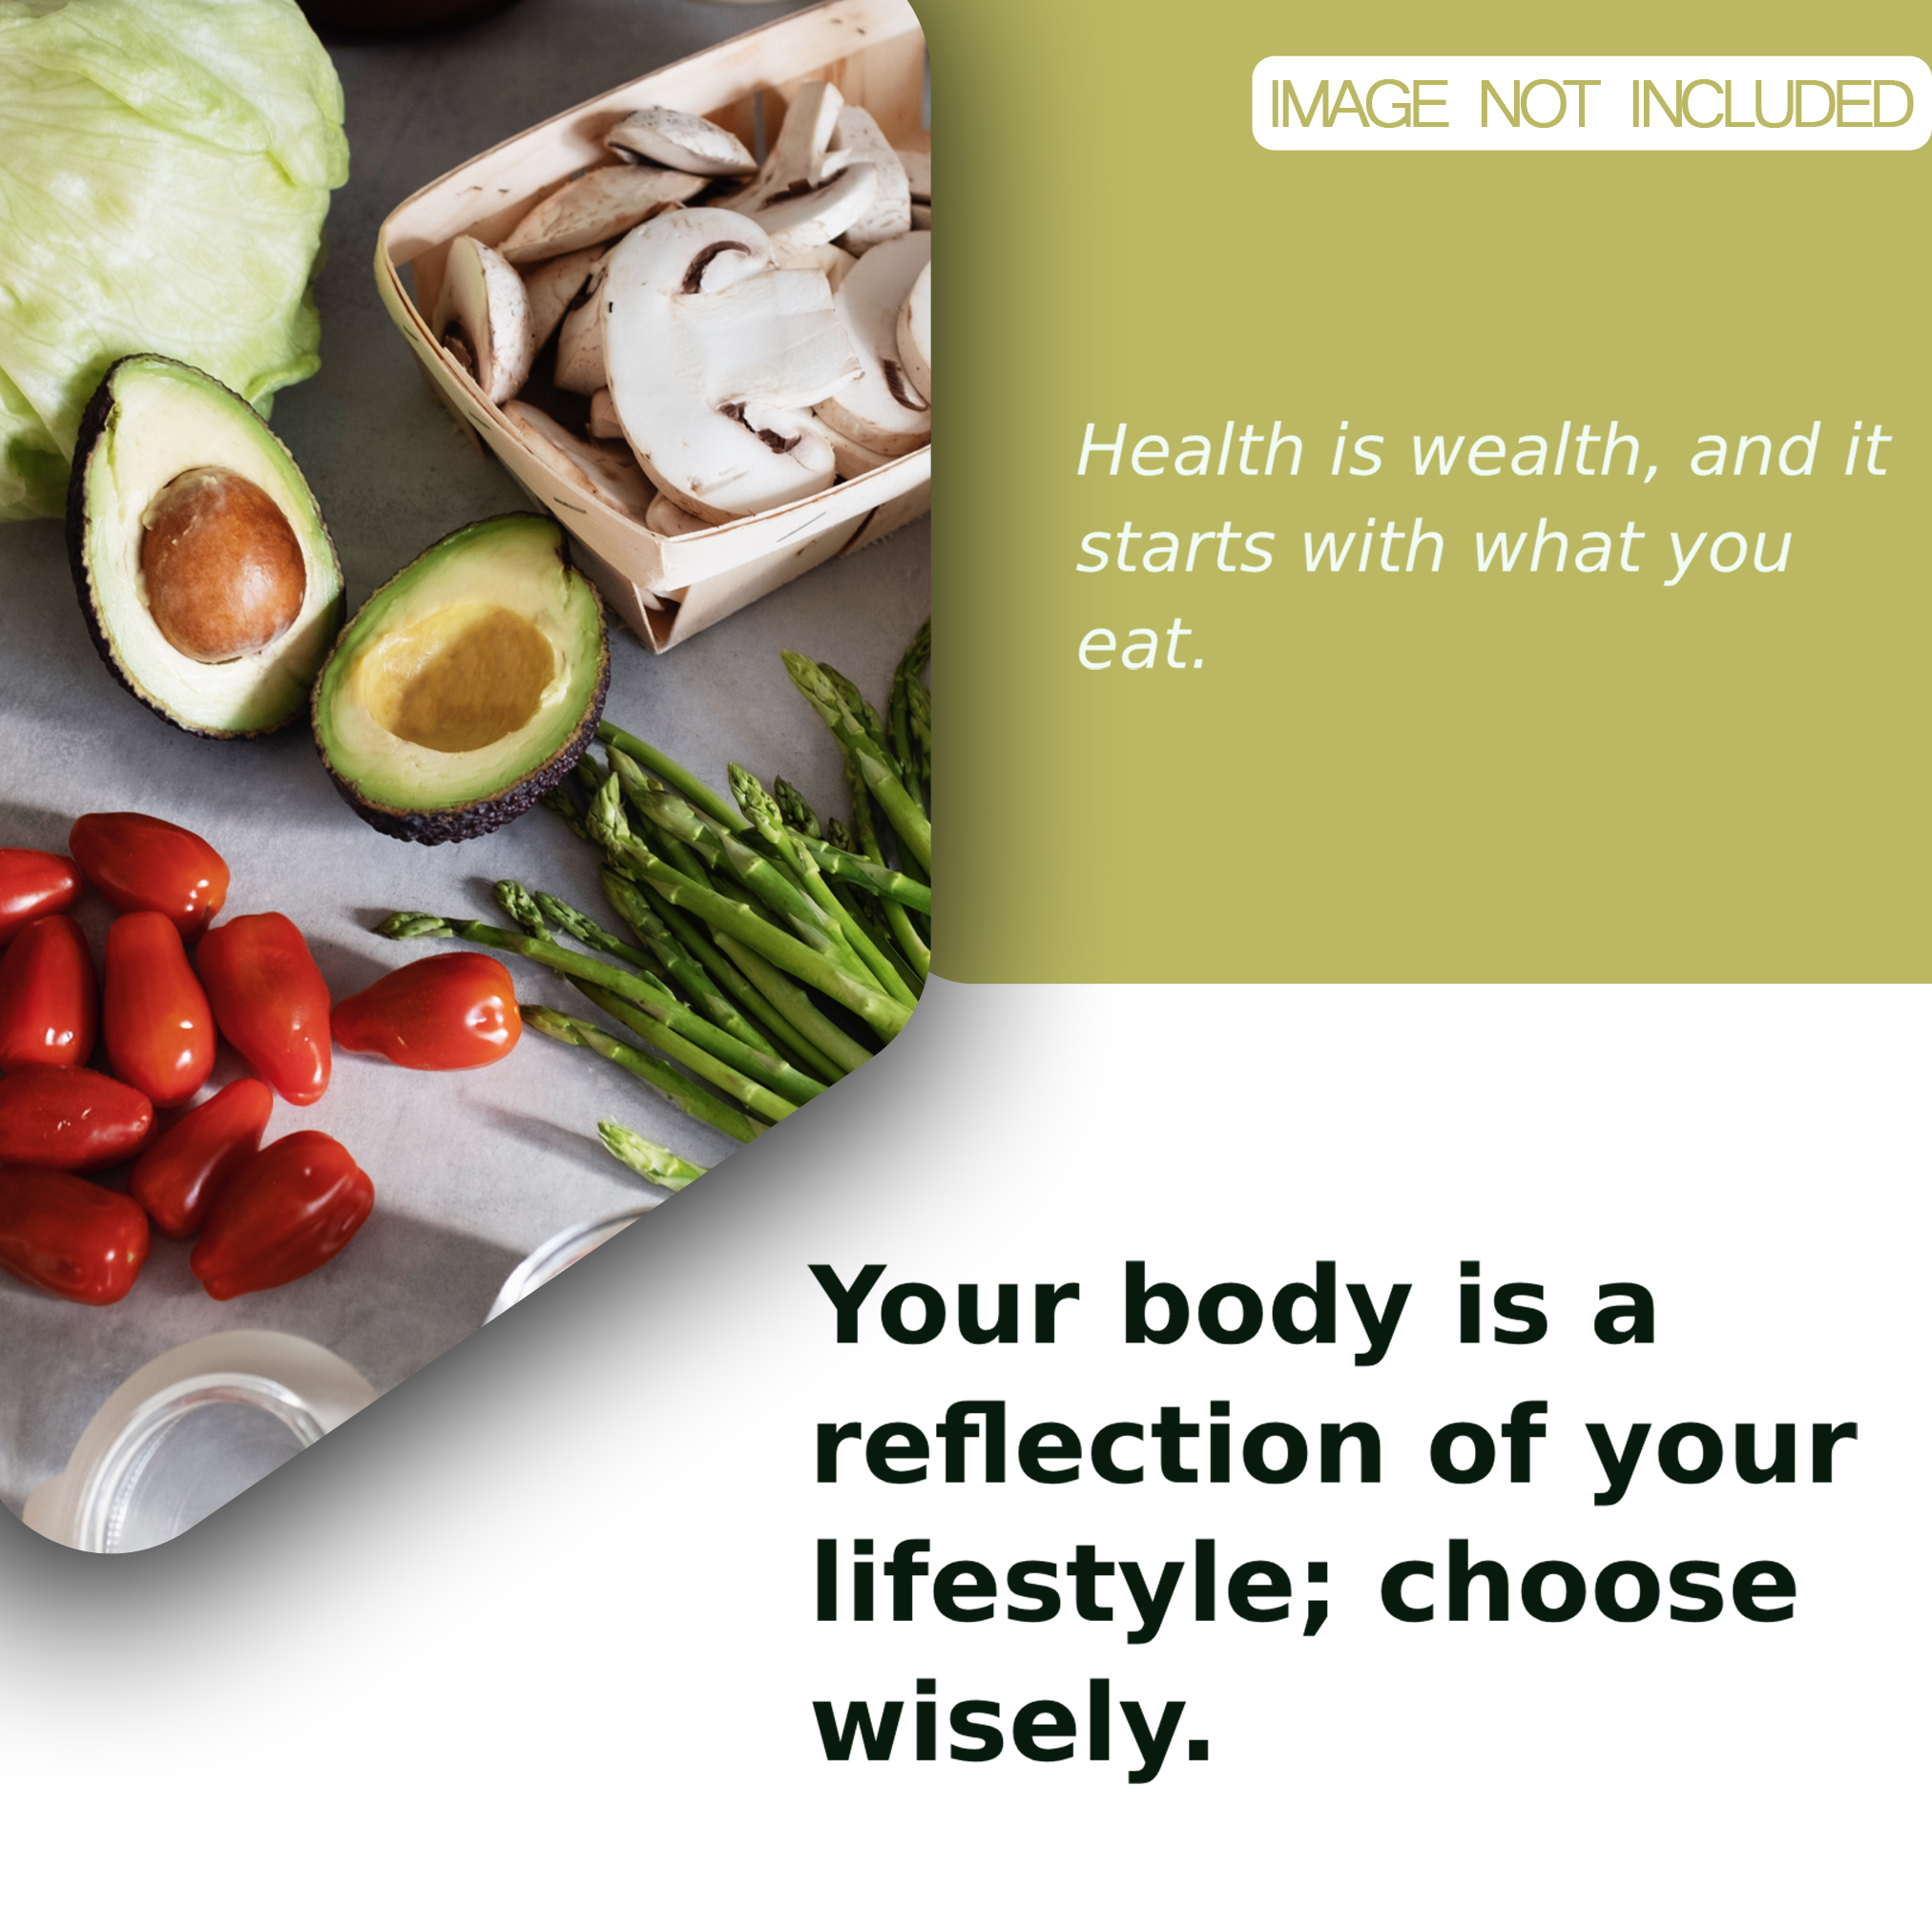 IMAGE NOT INCLUDED
Health is wealth, and it
starts with what you
eat.
Your body is a
reflection of your
lifestyle; choose
wisely.